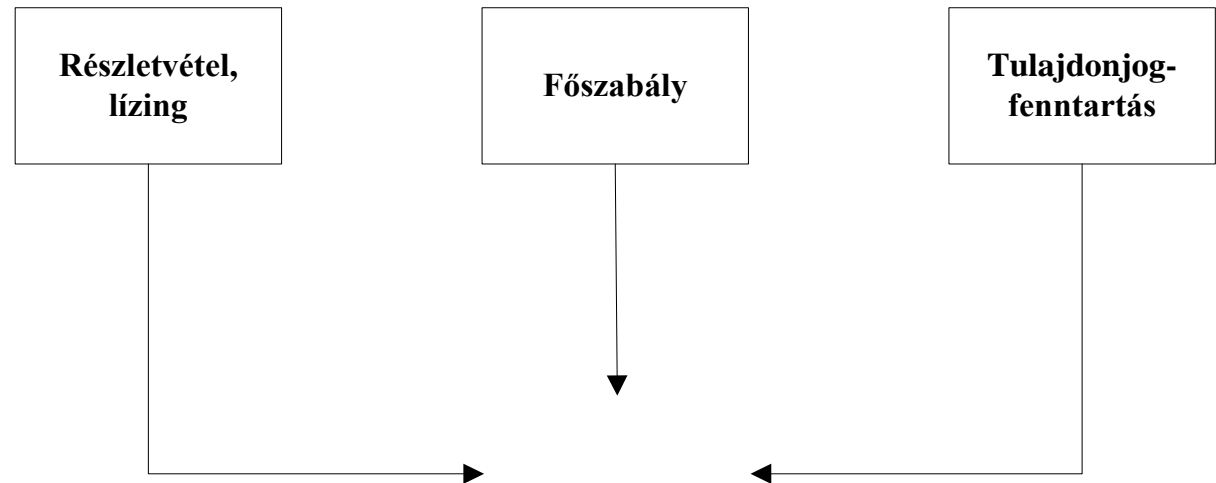 Részletvétel,
lízing
Főszabály
Tulajdonjog-
fenntartás